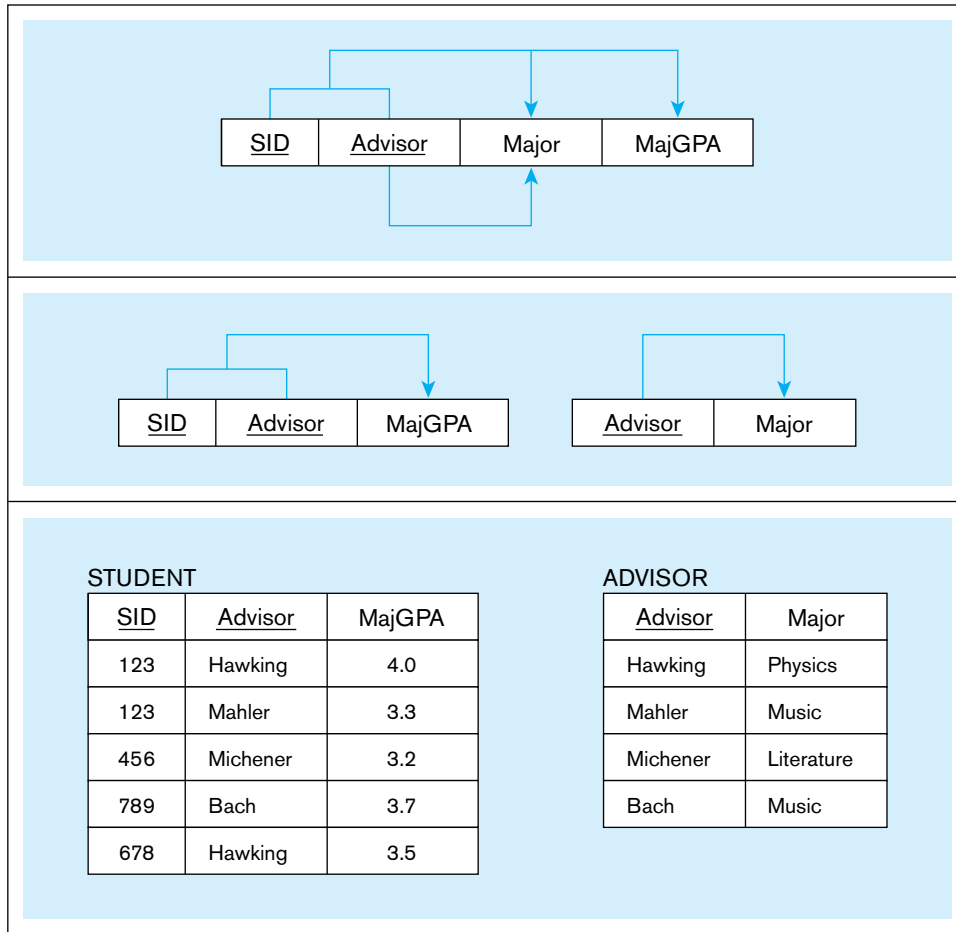 SID Advisor Major MajGPA
SID Advisor MajGPA
Advisor Major
STUDENT
SID Advisor MajGPA
123 Hawking 4.0
123 Mahler 3.3
456 Michener 3.2
789 Bach 3.7
678 Hawking 3.5
ADVISOR
Advisor Major
Hawking Physics
Mahler Music
Michener Literature
Bach Music